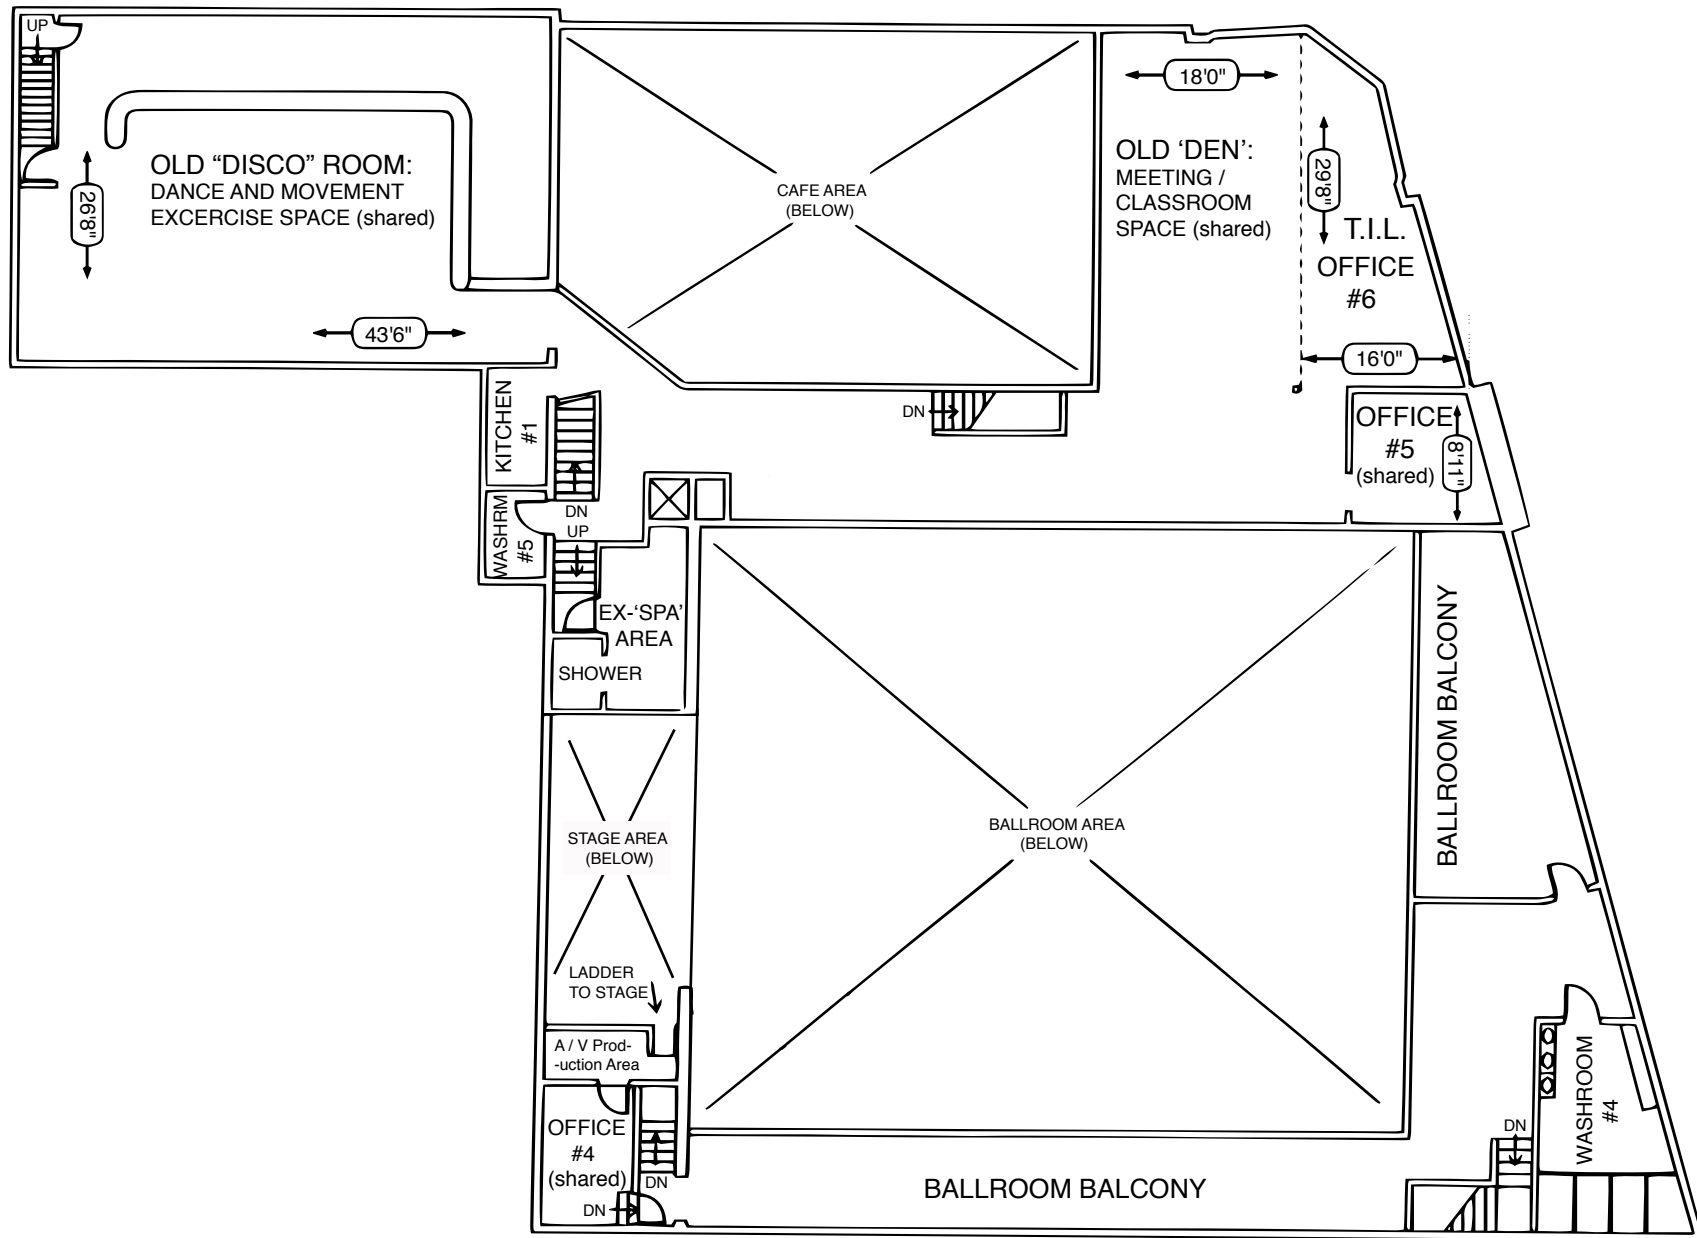 UP
OLD “DISCO” ROOM:
DANCE AND MOVEMENT
EXCERCISE SPACE (shared)
26'8"
43'6"
CAFE AREA
(BELOW)
18'0"
OLD ‘DEN’:
MEETING /
CLASSROOM
SPACE (shared)
29'8"
T.I.L.
OFFICE
#6
16'0"
KITCHEN
#1
DN
OFFICE
#5
(shared)
8'11"
WASHRM
#5
DN
UP
EX-‘SPA’
AREA
SHOWER
BALLROOM BALCONY
STAGE AREA
(BELOW)
BALLROOM AREA
(BELOW)
LADDER
TO STAGE
A / V Prod-
-uction Area
OFFICE
#4
(shared)
DN
DN
BALLROOM BALCONY
DN
WASHROOM
#4